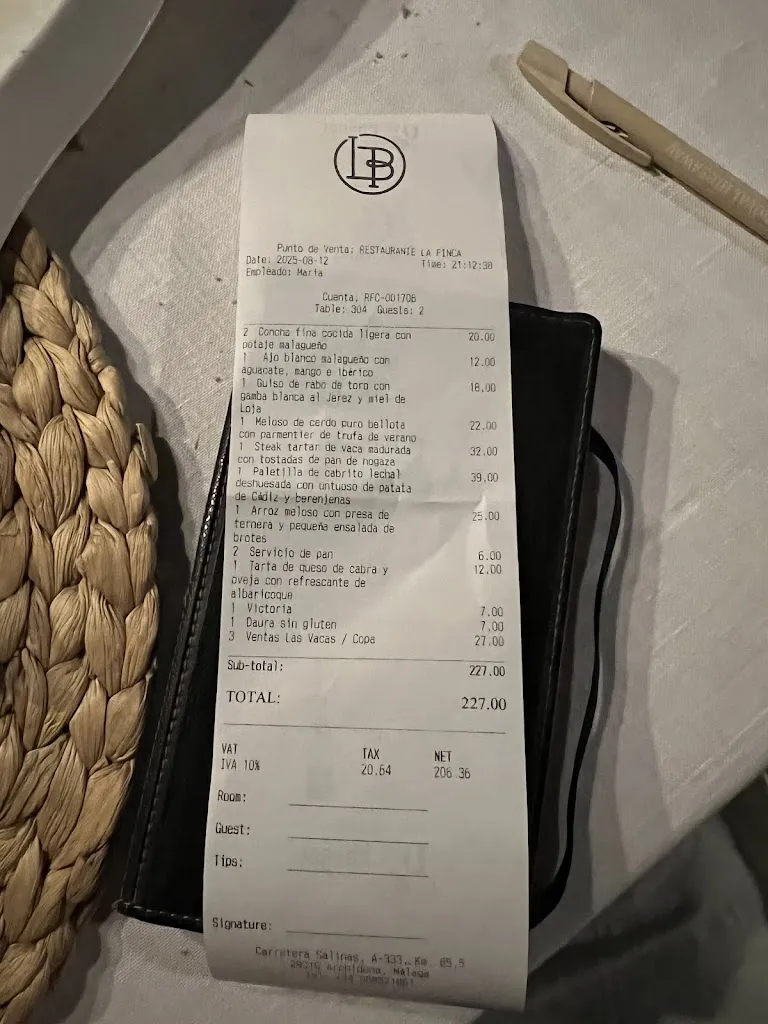 LB
Punto de Venta: RESTAURANTE LA FINCA
Date: 2025-08-12 Time: 21:12:38
Empleado: Maria
Cuenta: RFC-001706
Table: 304 Guests: 2
2 Concha fina cocida ligera con 20.00
potaje malagueño
1 Ajo blanco malagueño con 12.00
aguacate, mango e ibérico
1 Guiso de rabo de toro con 18.00
gamba blanca al Jerez y miel de
Loja
1 Meloso de cerdo puro bellota 22.00
con parmentier de trufa de verano
1 Steak tartar de vaca madurada 32.00
con tostadas de pan de hogaza
1 Paletilla de cabrito lechal 39.00
deshuesada con untuoso de patata
de Cádiz y berenjenas
1 Arroz meloso con presa de 25.00
ternera y pequeña ensalada de
brotes
2 Servicio de pan 6.00
1 Tarta de queso de cabra y 12.00
oveja con refrescante de
albaricoque
1 Victoria 7.00
1 Daura sin gluten 7.00
3 Ventas Las Vacas / Copa 27.00
Sub-total: 227.00
TOTAL: 227.00
VAT TAX NET
IVA 10% 20.64 206.36
Room:
Guest:
Tips:
Signature:
Carretera Salinas, A-333, Km. 65.5
Archidona, Málaga